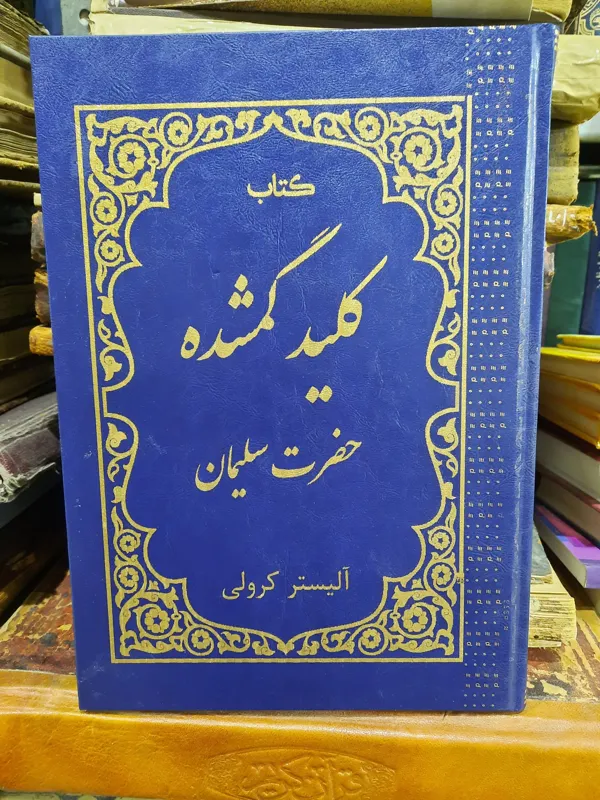 کتاب
کلید گمشده
حضرت سلیمان
آلیستر کرولی